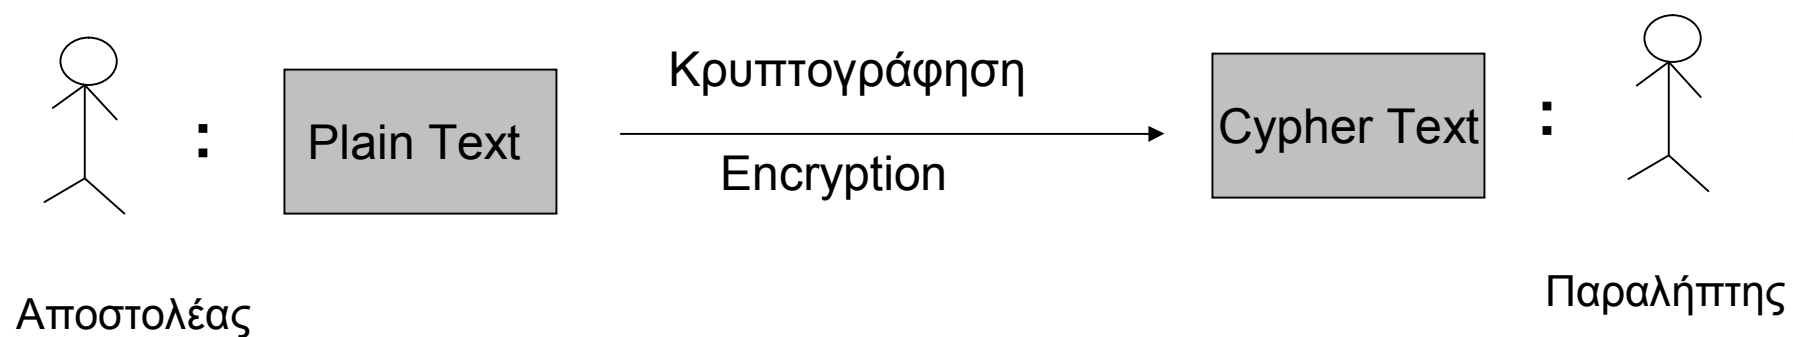 Κρυπτογράφηση
: Plain Text
Cypher Text :
Encryption
Αποστολέας
Παραλήπτης